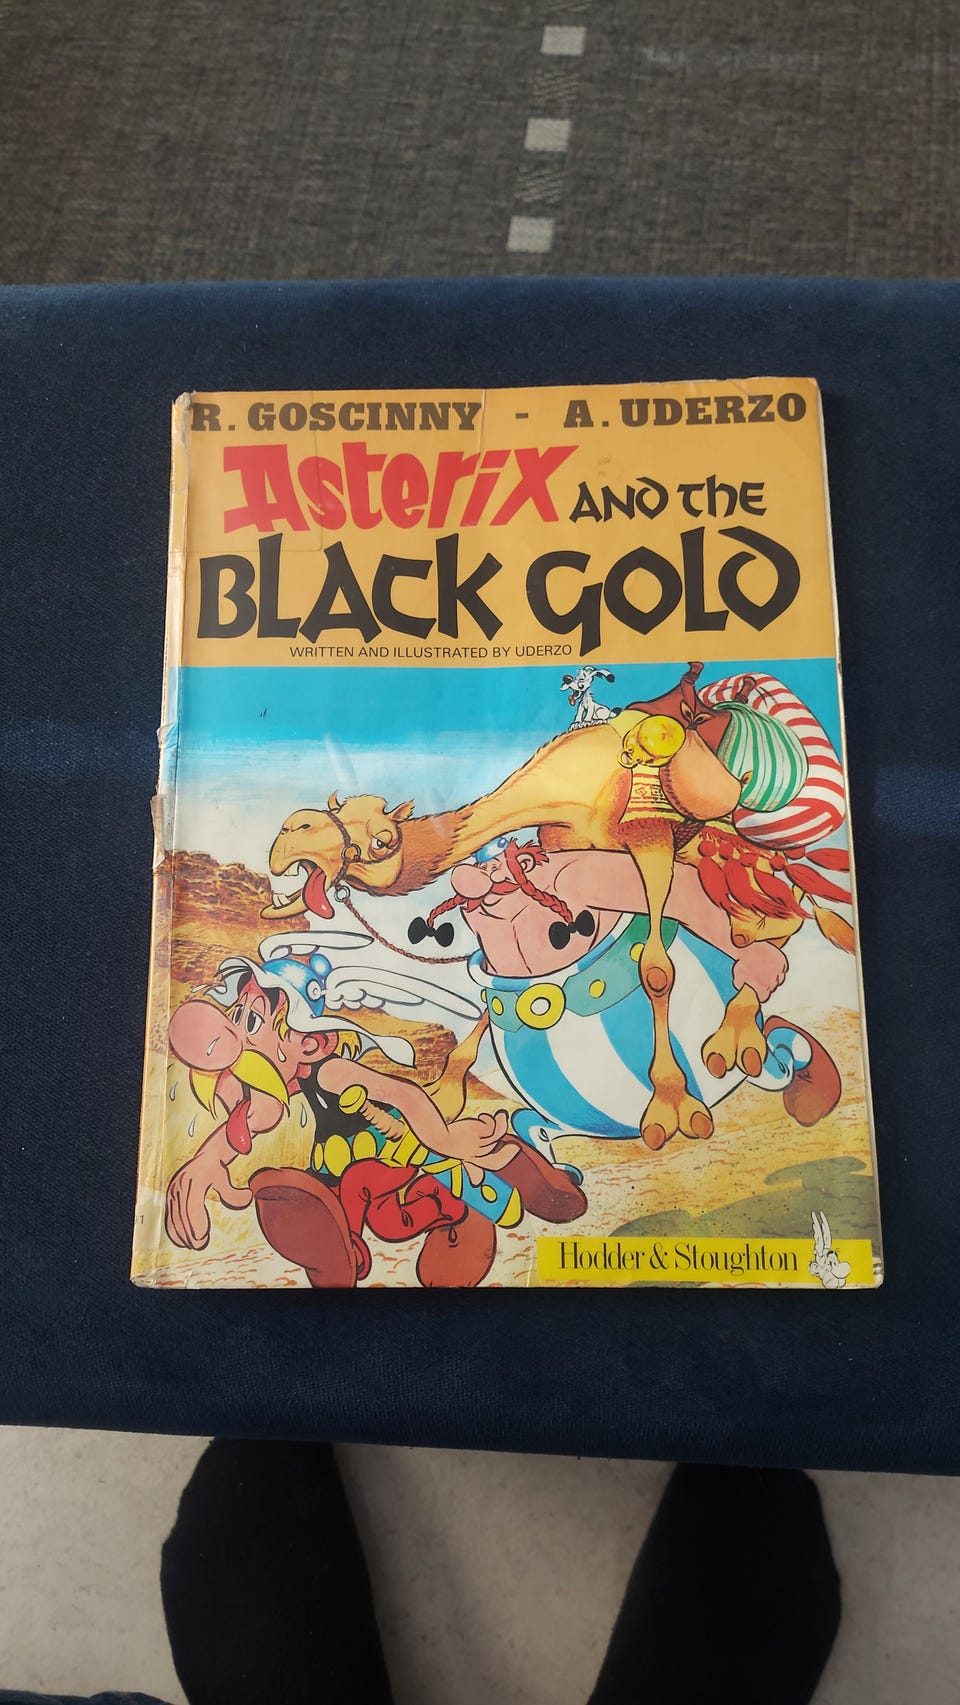 R. GOSCINNY - A. UDERZO
Asterix AND THE
BLACK GOLD
WRITTEN AND ILLUSTRATED BY UDERZO
Hodder & Stoughton